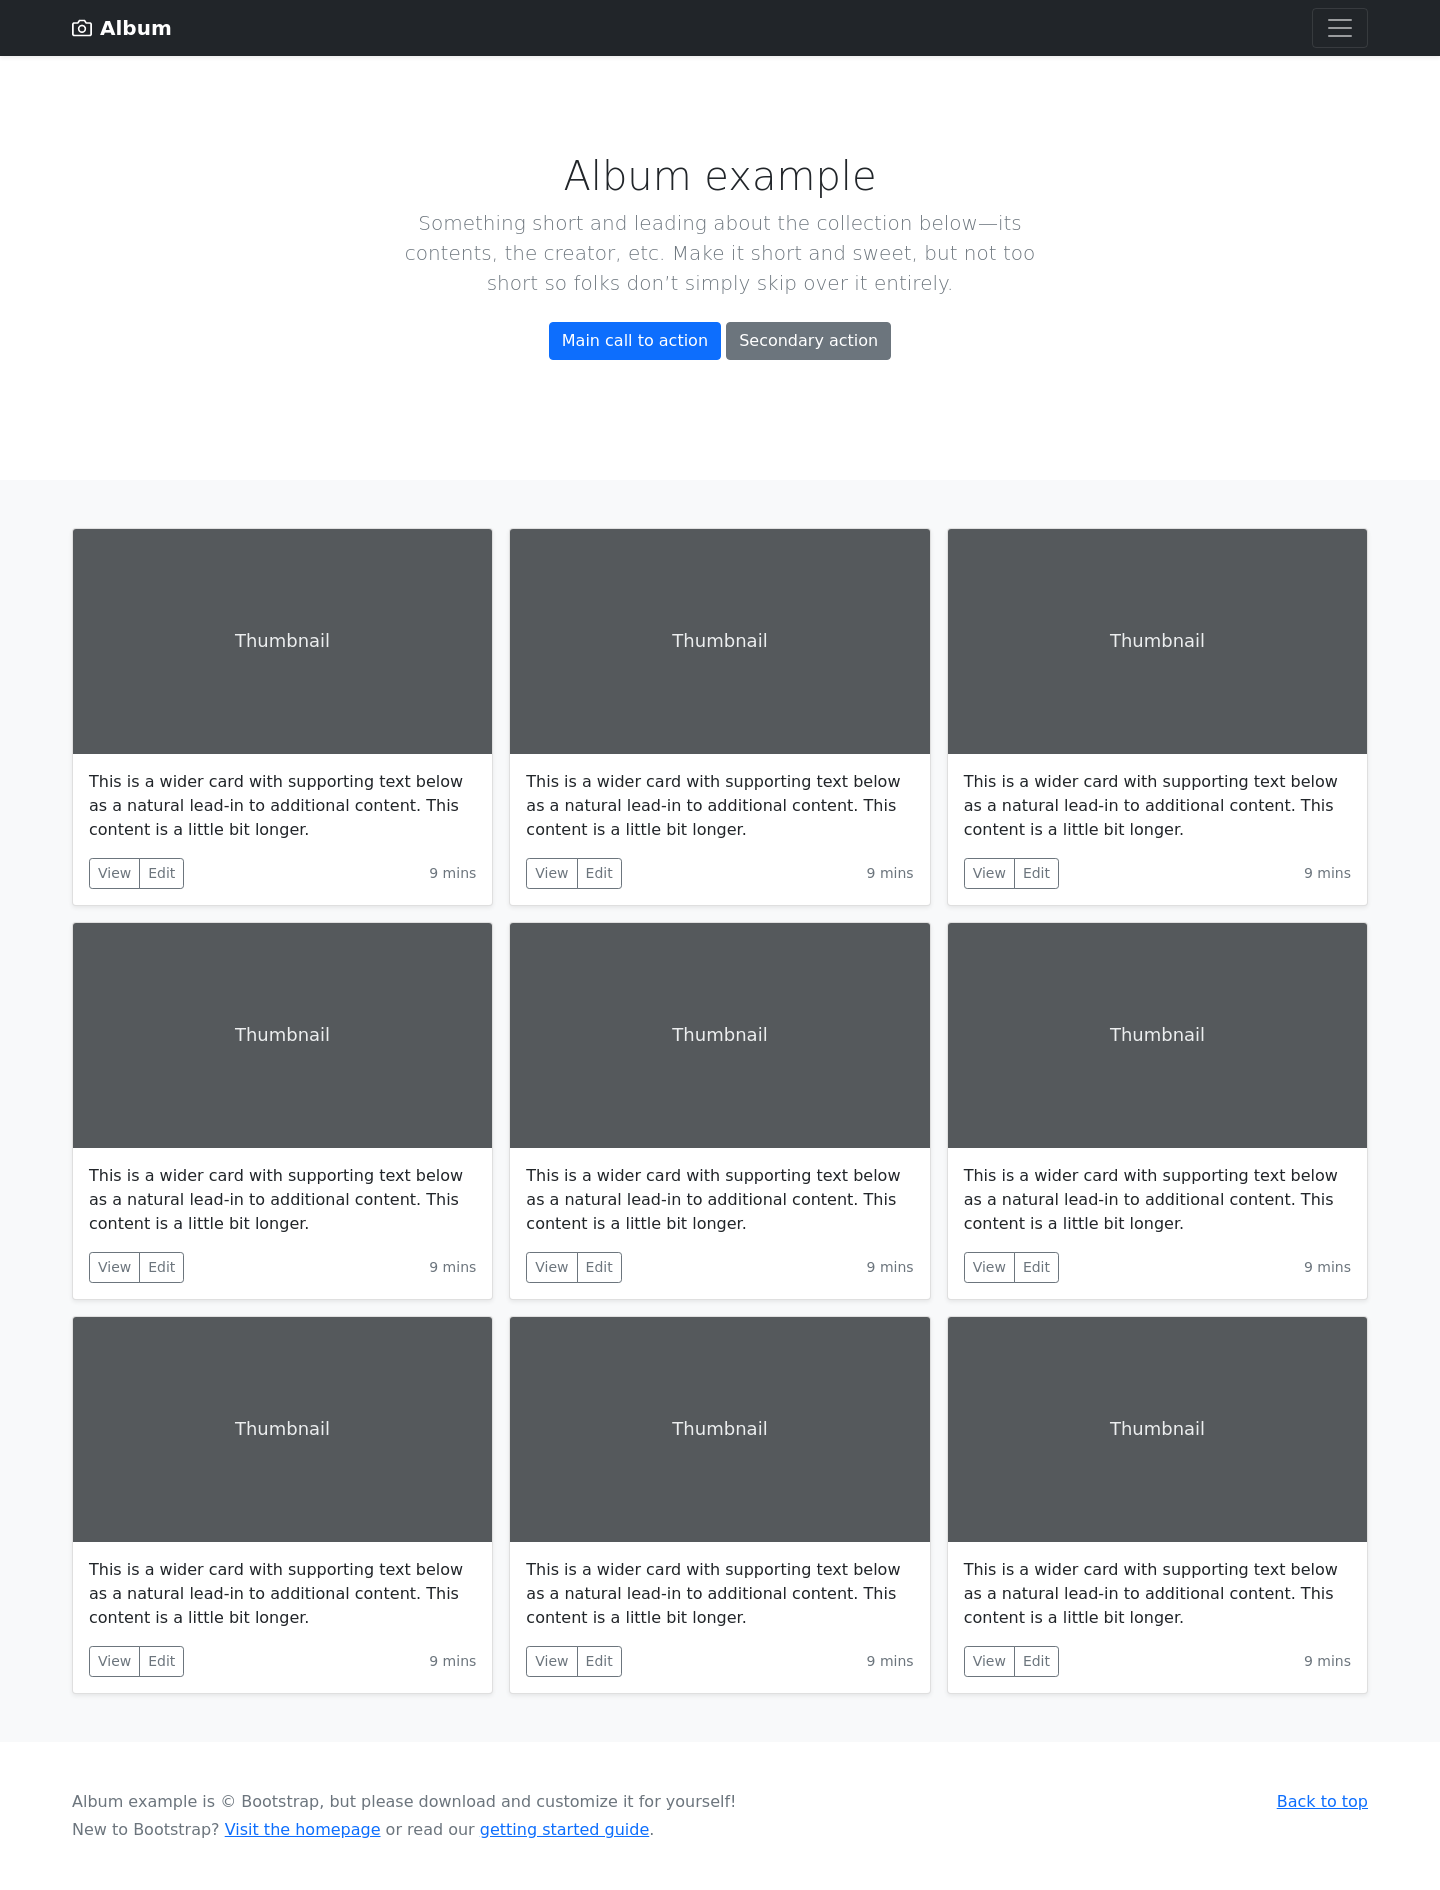 Album
Album example
Something short and leading about the collection below—its
contents, the creator, etc. Make it short and sweet, but not too
short so folks don’t simply skip over it entirely.
Main call to action
Secondary action
Thumbnail
This is a wider card with supporting text below
as a natural lead-in to additional content. This
content is a little bit longer.
View
Edit
9 mins
Thumbnail
This is a wider card with supporting text below
as a natural lead-in to additional content. This
content is a little bit longer.
View
Edit
9 mins
Thumbnail
This is a wider card with supporting text below
as a natural lead-in to additional content. This
content is a little bit longer.
View
Edit
9 mins
Thumbnail
This is a wider card with supporting text below
as a natural lead-in to additional content. This
content is a little bit longer.
View
Edit
9 mins
Thumbnail
This is a wider card with supporting text below
as a natural lead-in to additional content. This
content is a little bit longer.
View
Edit
9 mins
Thumbnail
This is a wider card with supporting text below
as a natural lead-in to additional content. This
content is a little bit longer.
View
Edit
9 mins
Thumbnail
This is a wider card with supporting text below
as a natural lead-in to additional content. This
content is a little bit longer.
View
Edit
9 mins
Thumbnail
This is a wider card with supporting text below
as a natural lead-in to additional content. This
content is a little bit longer.
View
Edit
9 mins
Thumbnail
This is a wider card with supporting text below
as a natural lead-in to additional content. This
content is a little bit longer.
View
Edit
9 mins
Album example is © Bootstrap, but please download and customize it for yourself!
Back to top
New to Bootstrap? Visit the homepage or read our getting started guide.